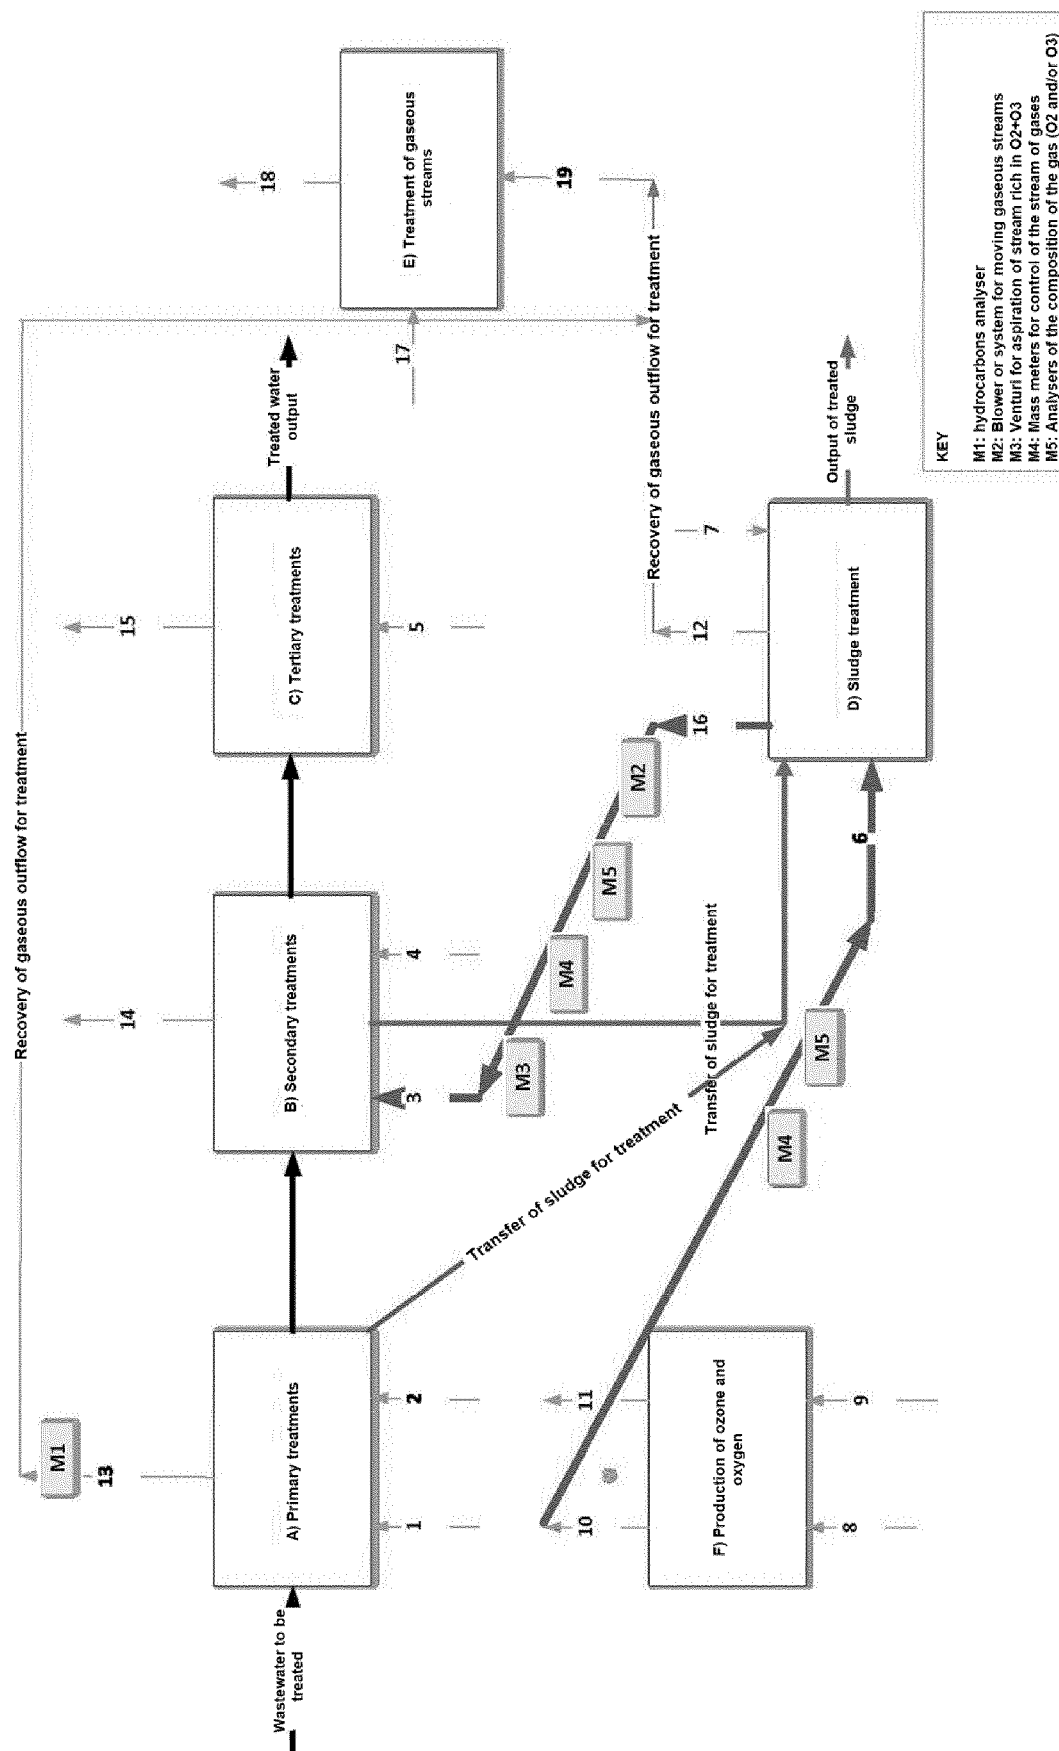 Recovery of gaseous outflow for treatment
M1
13
14
15
18
Wastewater to be
treated
A) Primary treatments
B) Secondary treatments
C) Tertiary treatments
Treated water
output
E) Treatment of gaseous
streams
17
1
2
3
4
5
19
M3
M4
M5
M2
Transfer of sludge for treatment
Transfer of sludge for treatment
10
11
16
12
7
Recovery of gaseous outflow for treatment
F) Production of ozone and
oxygen
M4
M5
6
D) Sludge treatment
Output of treated
sludge
8
9
KEY
M1: hydrocarbons analyser
M2: Blower or system for moving gaseous streams
M3: Venturi for aspiration of stream rich in O2+O3
M4: Mass meters for control of the stream of gases
M5: Analysers of the composition of the gas (O2 and/or O3)